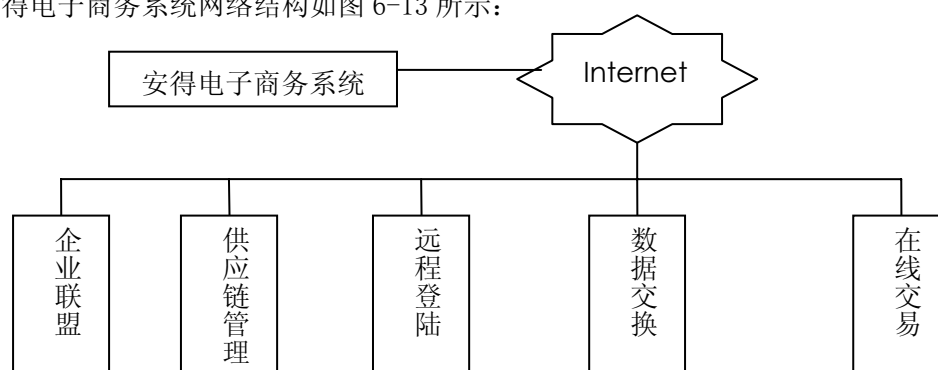 得电子商务系统网络结构如图 6-13 所示：
Internet
安得电子商务系统
企业联盟
供应链管理
远程登陆
数据交换
在线交易